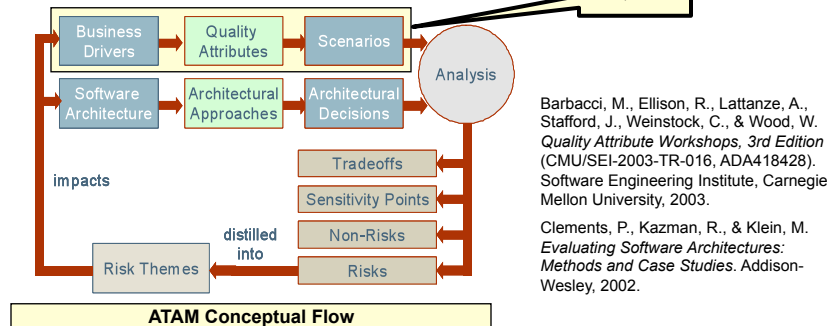 Business
Drivers
Quality
Attributes
Scenarios
Analysis
Software
Architecture
Architectural
Approaches
Architectural
Decisions
Tradeoffs
Sensitivity Points
Non-Risks
Risks
distilled
into
Risk Themes
impacts
ATAM Conceptual Flow
Barbacci, M., Ellison, R., Lattanze, A.,
Stafford, J., Weinstock, C., & Wood, W.
Quality Attribute Workshops, 3rd Edition
(CMU/SEI-2003-TR-016, ADA418428).
Software Engineering Institute, Carnegie
Mellon University, 2003.
Clements, P., Kazman, R., & Klein, M.
Evaluating Software Architectures:
Methods and Case Studies. Addison-
Wesley, 2002.